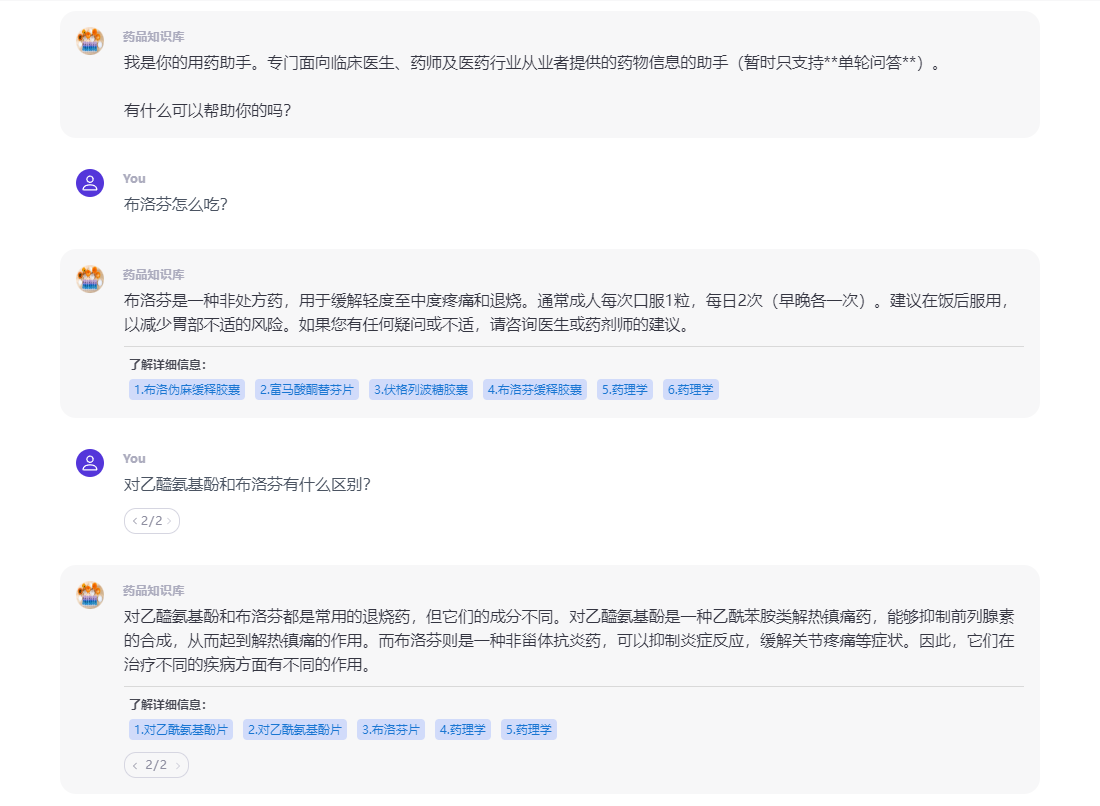 药品知识库
我是你的用药助手。专门面向临床医生、药师及医药行业从业者提供的药物信息的助手（暂时只支持**单轮问答**）。
有什么可以帮助你的吗？
You
布洛芬怎么吃？
药品知识库
布洛芬是一种非处方药，用于缓解轻度至中度疼痛和退烧。通常成人每次口服1粒，每日2次（早晚各一次）。建议在饭后服用，
以减少胃部不适的风险。如果您有任何疑问或不适，请咨询医生或药剂师的建议。
了解详细信息：
1.布洛伪麻缓释胶囊 2.富马酸酮替芬片 3.伏格列波糖胶囊 4.布洛芬缓释胶囊 5.药理学 6.药理学
You
对乙醯氨基酚和布洛芬有什么区别？
< 2/2 >
药品知识库
对乙醯氨基酚和布洛芬都是常用的退烧药，但它们的成分不同。对乙醯氨基酚是一种乙酰苯胺类解热镇痛药，能够抑制前列腺素
的合成，从而起到解热镇痛的作用。而布洛芬则是一种非甾体抗炎药，可以抑制炎症反应，缓解关节疼痛等症状。因此，它们在
治疗不同的疾病方面有不同的作用。
了解详细信息：
1.对乙酰氨基酚片 2.对乙酰氨基酚片 3.布洛芬片 4.药理学 5.药理学
< 2/2 >